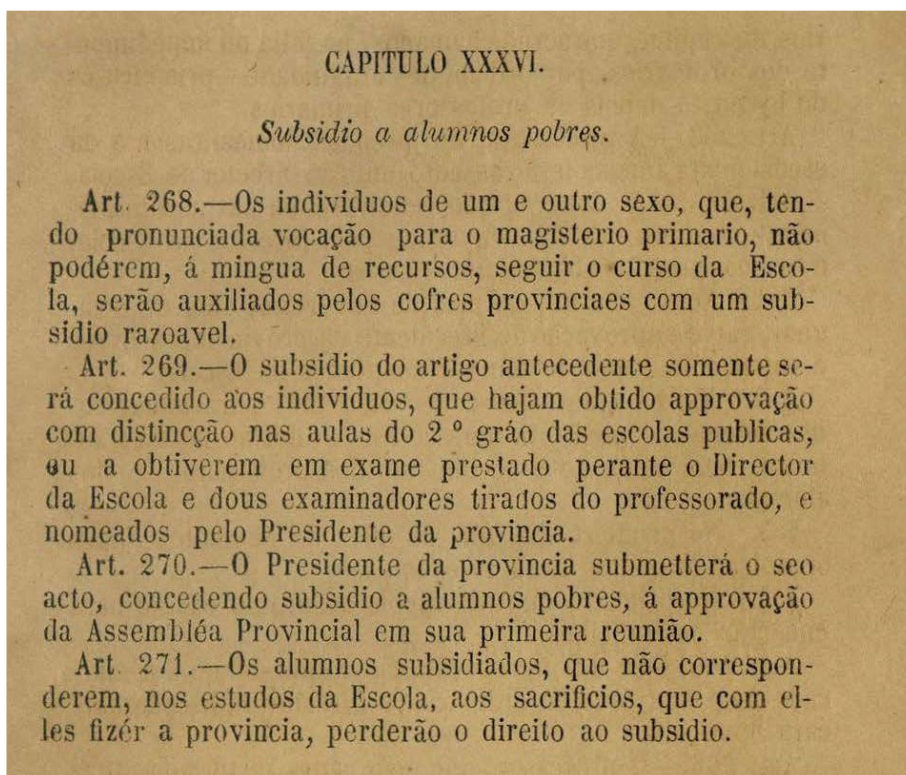 CAPITULO XXXVI.
Subsidio a alumnos pobres.
Art. 268.—Os individuos de um e outro sexo, que, ten-
do pronunciada vocação para o magisterio primario, não
podérem, á mingua de recursos, seguir o curso da Esco-
la, serão auxiliados pelos cofres provinciaes com um sub-
sidio razoavel.
Art. 269.—O subsidio do artigo antecedente somente se-
rá concedido aos individuos, que hajam obtido approvação
com distincção nas aulas do 2 º gráo das escolas publicas,
ou a obtiverem em exame prestado perante o Director
da Escola e dous examinadores tirados do professorado, e
nomeados pelo Presidente da provincia.
Art. 270.—O Presidente da provincia submetterá o seo
acto, concedendo subsidio a alumnos pobres, á approvação
da Assembléa Provincial em sua primeira reunião.
Art. 271.—Os alumnos subsidiados, que não correspon-
derem, nos estudos da Escola, aos sacrificios, que com el-
les fizér a provincia, perderão o direito ao subsidio.